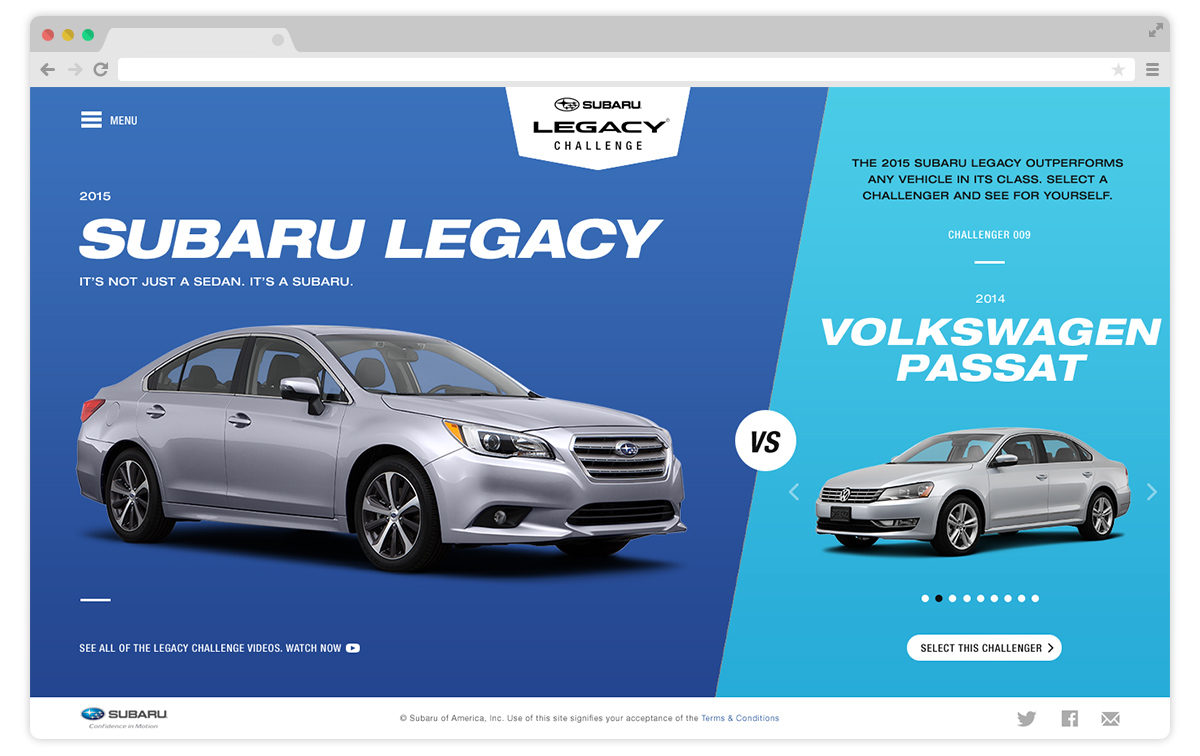 MENU
SUBARU
LEGACY®
CHALLENGE
2015
SUBARU LEGACY
IT'S NOT JUST A SEDAN. IT'S A SUBARU.
THE 2015 SUBARU LEGACY OUTPERFORMS
ANY VEHICLE IN ITS CLASS. SELECT A
CHALLENGER AND SEE FOR YOURSELF.
CHALLENGER 009
2014
VOLKSWAGEN
PASSAT
VS
SEE ALL OF THE LEGACY CHALLENGE VIDEOS. WATCH NOW
SELECT THIS CHALLENGER
SUBARU
Confidence in Motion
© Subaru of America, Inc. Use of this site signifies your acceptance of the Terms & Conditions